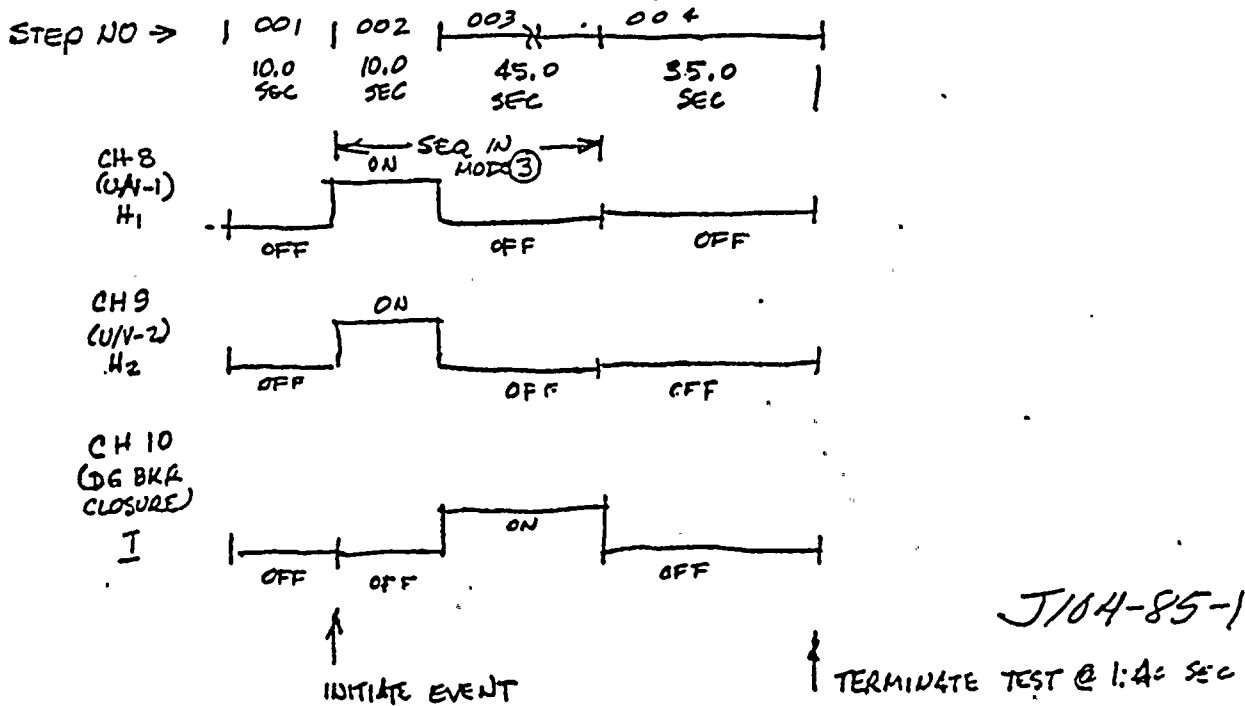 STEP NO → 001 002 003 004
10.0 SEC 10.0 SEC 45.0 SEC 35.0 SEC
SEQ IN MODE ③
CH 8
(U/V-1)
H1
ON
OFF OFF OFF
CH 9
(U/V-2)
H2
ON
OFF OFF OFF
CH 10
(DG BKR
CLOSURE)
I
ON
OFF OFF OFF
J104-85-1
INITIATE EVENT
TERMINATE TEST @ SEC